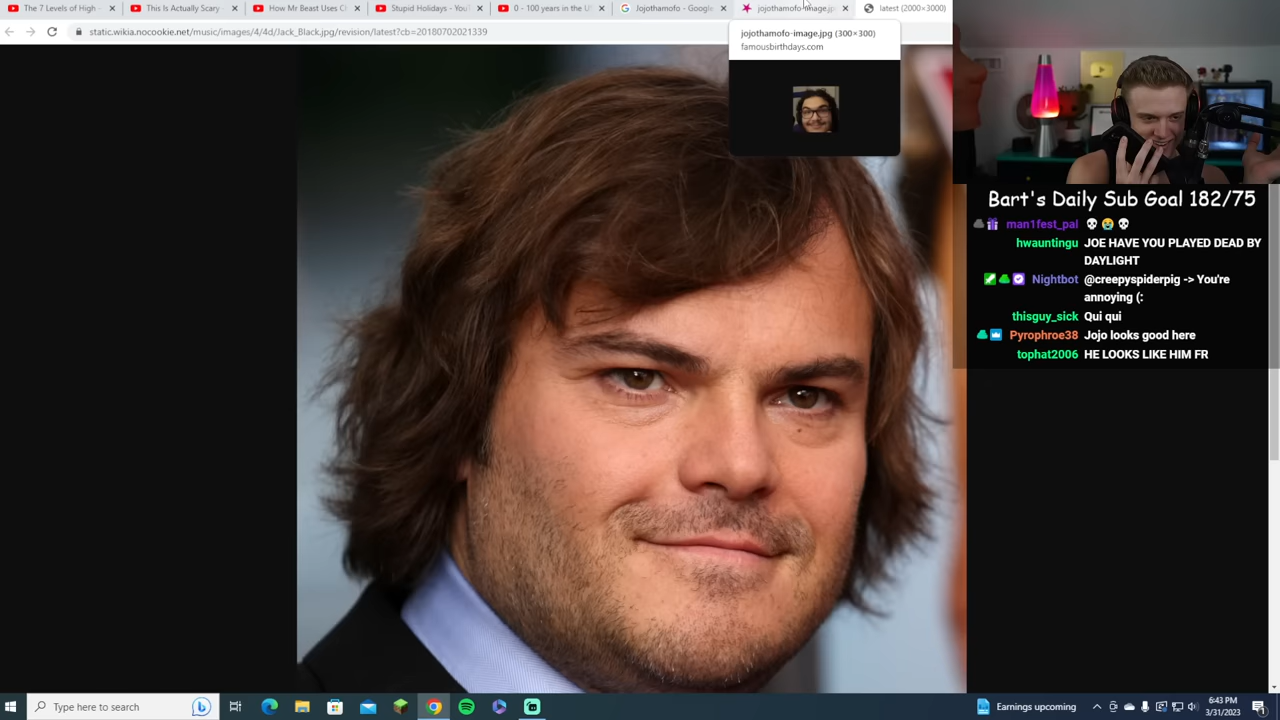 The 7 Levels of High -
This Is Actually Scary
How Mr Beast Uses C
Stupid Holidays - YouT
0 - 100 years in the U
Jojothamofo - Google
jojothamofo-image.jp
latest (2000×3000)
static.wikia.nocookie.net/music/images/4/4d/Jack_Black.jpg/revision/latest?cb=20180702021339
jojothamofo-image.jpg (300×300)
famousbirthdays.com
Bart's Daily Sub Goal 182/75
man1fest_pal 💀 😭 💀
hwauntingu JOE HAVE YOU PLAYED DEAD BY
DAYLIGHT
Nightbot @creepyspiderpig -> You're
annoying (:
thisguy_sick Qui qui
Pyrophroe38 Jojo looks good here
tophat2006 HE LOOKS LIKE HIM FR
Type here to search
Earnings upcoming
6:43 PM
3/31/2023
1